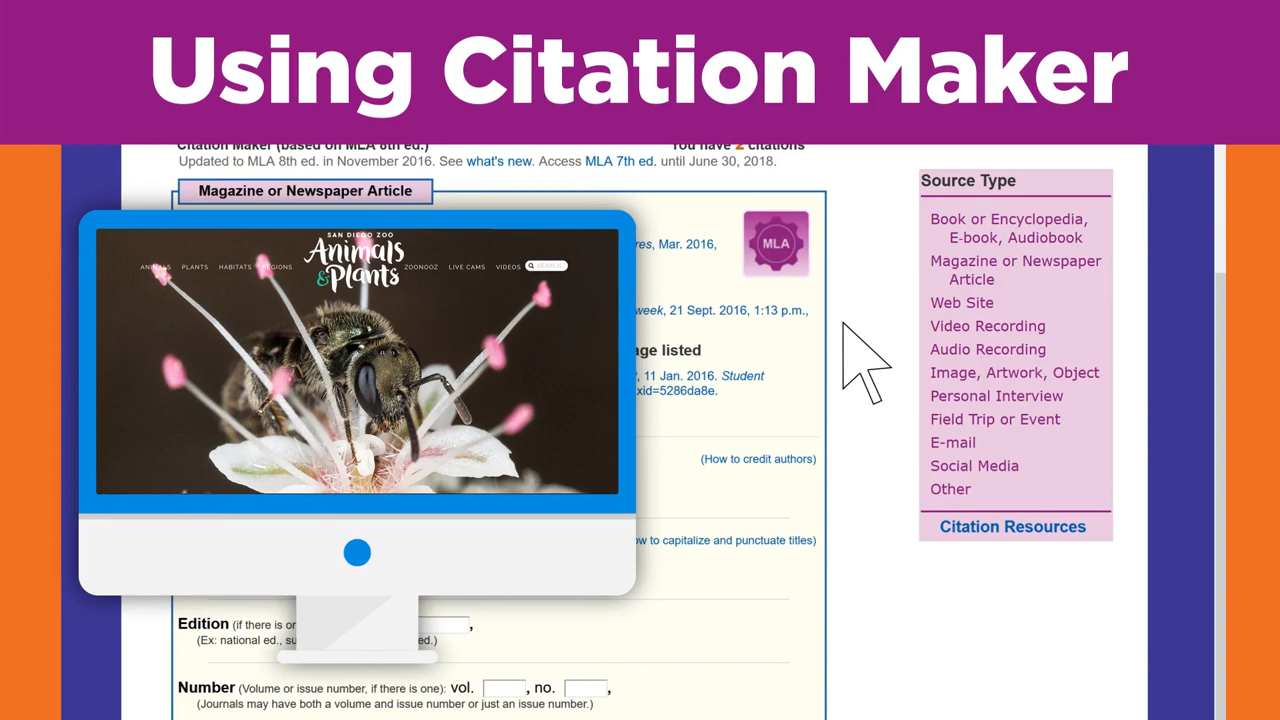 Using Citation Maker
Citation Maker (based on MLA 8th ed.)
You have 2 citations
Updated to MLA 8th ed. in November 2016. See what's new. Access MLA 7th ed. until June 30, 2018.
Magazine or Newspaper Article
res, Mar. 2016,
MLA
week, 21 Sept. 2016, 1:13 p.m.,
ge listed
, 11 Jan. 2016. Student
xid=5286da8e.
(How to credit authors)
ow to capitalize and punctuate titles)
Edition (if there is or
,
(Ex: national ed., su
ed.)
Number (Volume or issue number, if there is one): vol. , no. ,
(Journals may have both a volume and issue number or just an issue number.)
SAN DIEGO ZOO
Animals
& Plants
ANIMALS PLANTS HABITATS REGIONS ZOONOOZ LIVE CAMS VIDEOS SEARCH
Source Type
Book or Encyclopedia,
E-book, Audiobook
Magazine or Newspaper
Article
Web Site
Video Recording
Audio Recording
Image, Artwork, Object
Personal Interview
Field Trip or Event
E-mail
Social Media
Other
Citation Resources